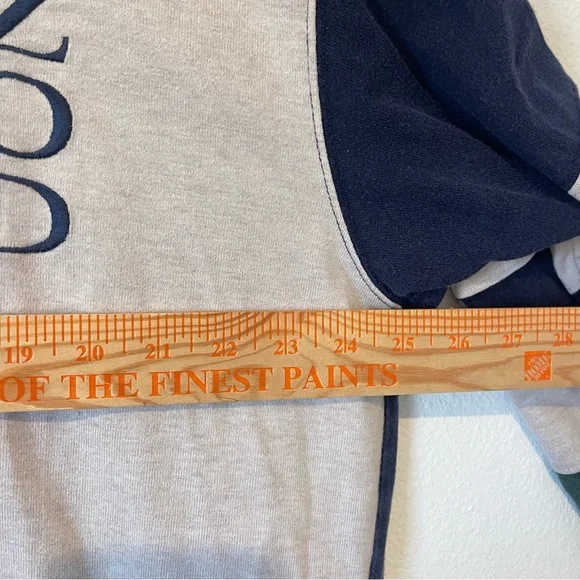 19 20 21 22 23 24 25 26 27 28
OF THE FINEST PAINTS